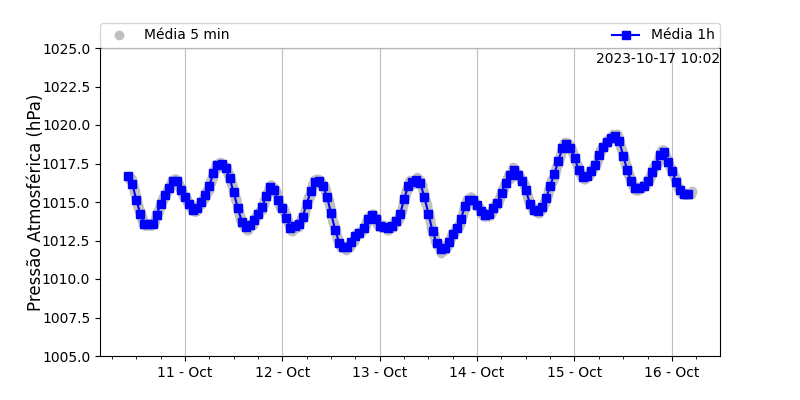 Média 5 min
Média 1h
2023-10-17 10:02
Pressão Atmosférica (hPa)
1025.0
1022.5
1020.0
1017.5
1015.0
1012.5
1010.0
1007.5
1005.0
11 - Oct
12 - Oct
13 - Oct
14 - Oct
15 - Oct
16 - Oct